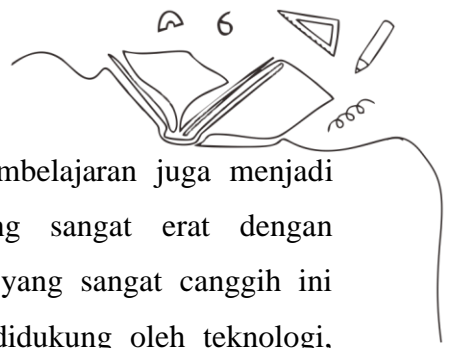 6
mbelajaran juga menjadi
ng sangat erat dengan
yang sangat canggih ini
didukung oleh teknologi,